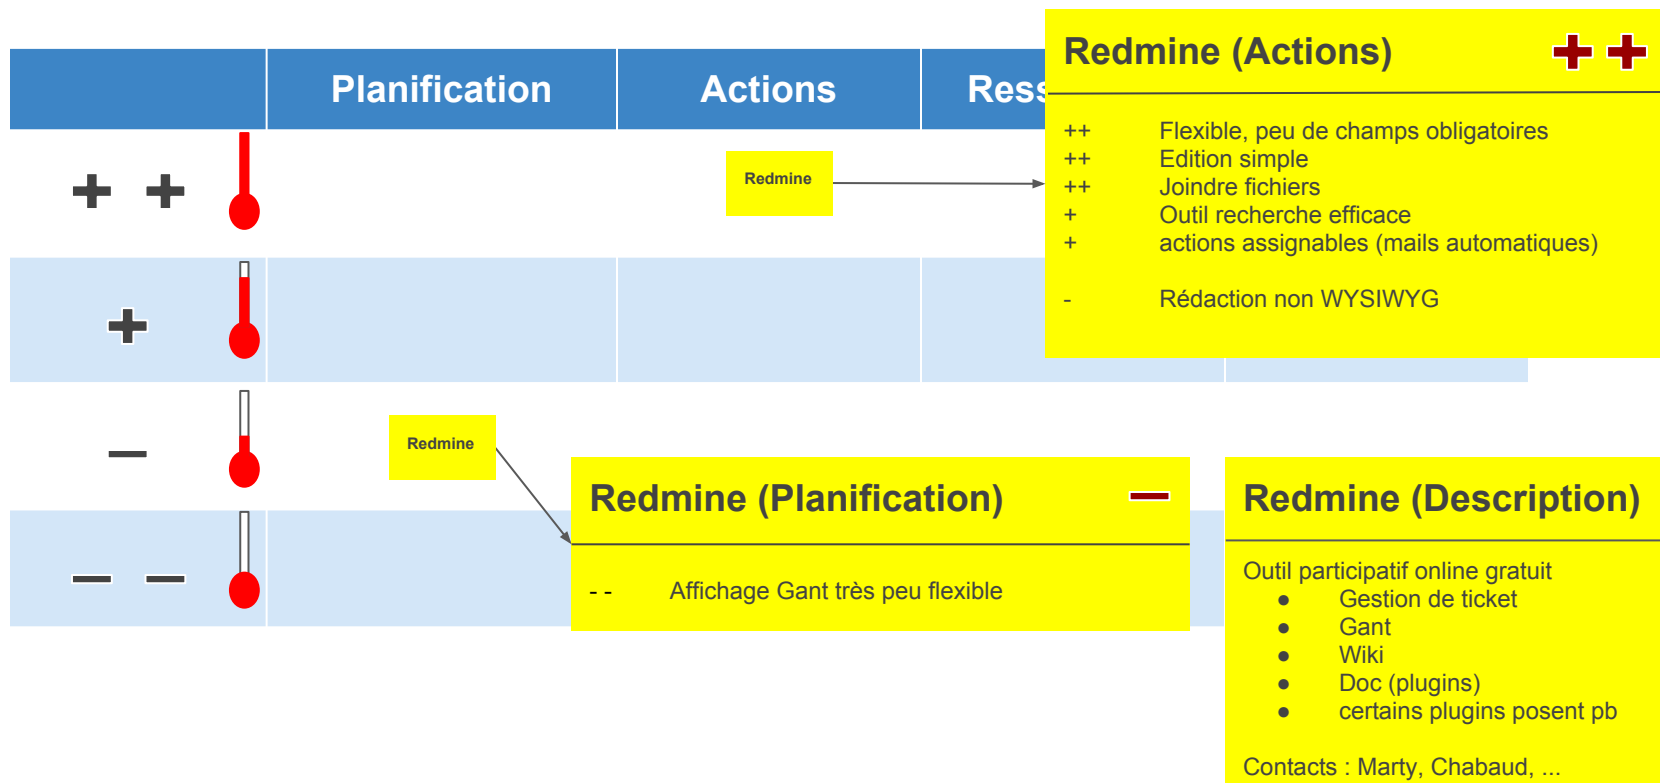 Planification
Actions
Ress
Redmine (Actions)
++ Flexible, peu de champs obligatoires
++ Edition simple
++ Joindre fichiers
+ Outil recherche efficace
+ actions assignables (mails automatiques)
- Rédaction non WYSIWYG
Redmine
Redmine
Redmine (Planification)
- - Affichage Gant très peu flexible
Redmine (Description)
Outil participatif online gratuit
● Gestion de ticket
● Gant
● Wiki
● Doc (plugins)
● certains plugins posent pb
Contacts : Marty, Chabaud, ...